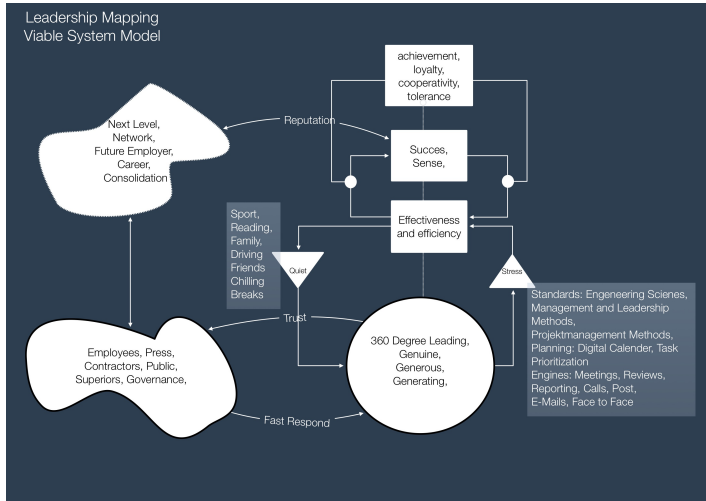 Leadership Mapping
Viable System Model
achievement,
loyalty,
cooperativity,
tolerance
Next Level,
Network,
Future Employer,
Career,
Consolidation
Reputation
Succes,
Sense,
Effectiveness
and efficiency
Sport,
Reading,
Family,
Driving
Friends
Chilling
Breaks
Quiet
Stress
Standards: Engeneering Scienes,
Management and Leadership
Methods,
Projektmanagement Methods,
Planning: Digital Calender, Task
Prioritization
Engines: Meetings, Reviews,
Reporting, Calls, Post,
E-Mails, Face to Face
Trust
Employees, Press,
Contractors, Public,
Superiors, Governance,
360 Degree Leading,
Genuine,
Generous,
Generating,
Fast Respond